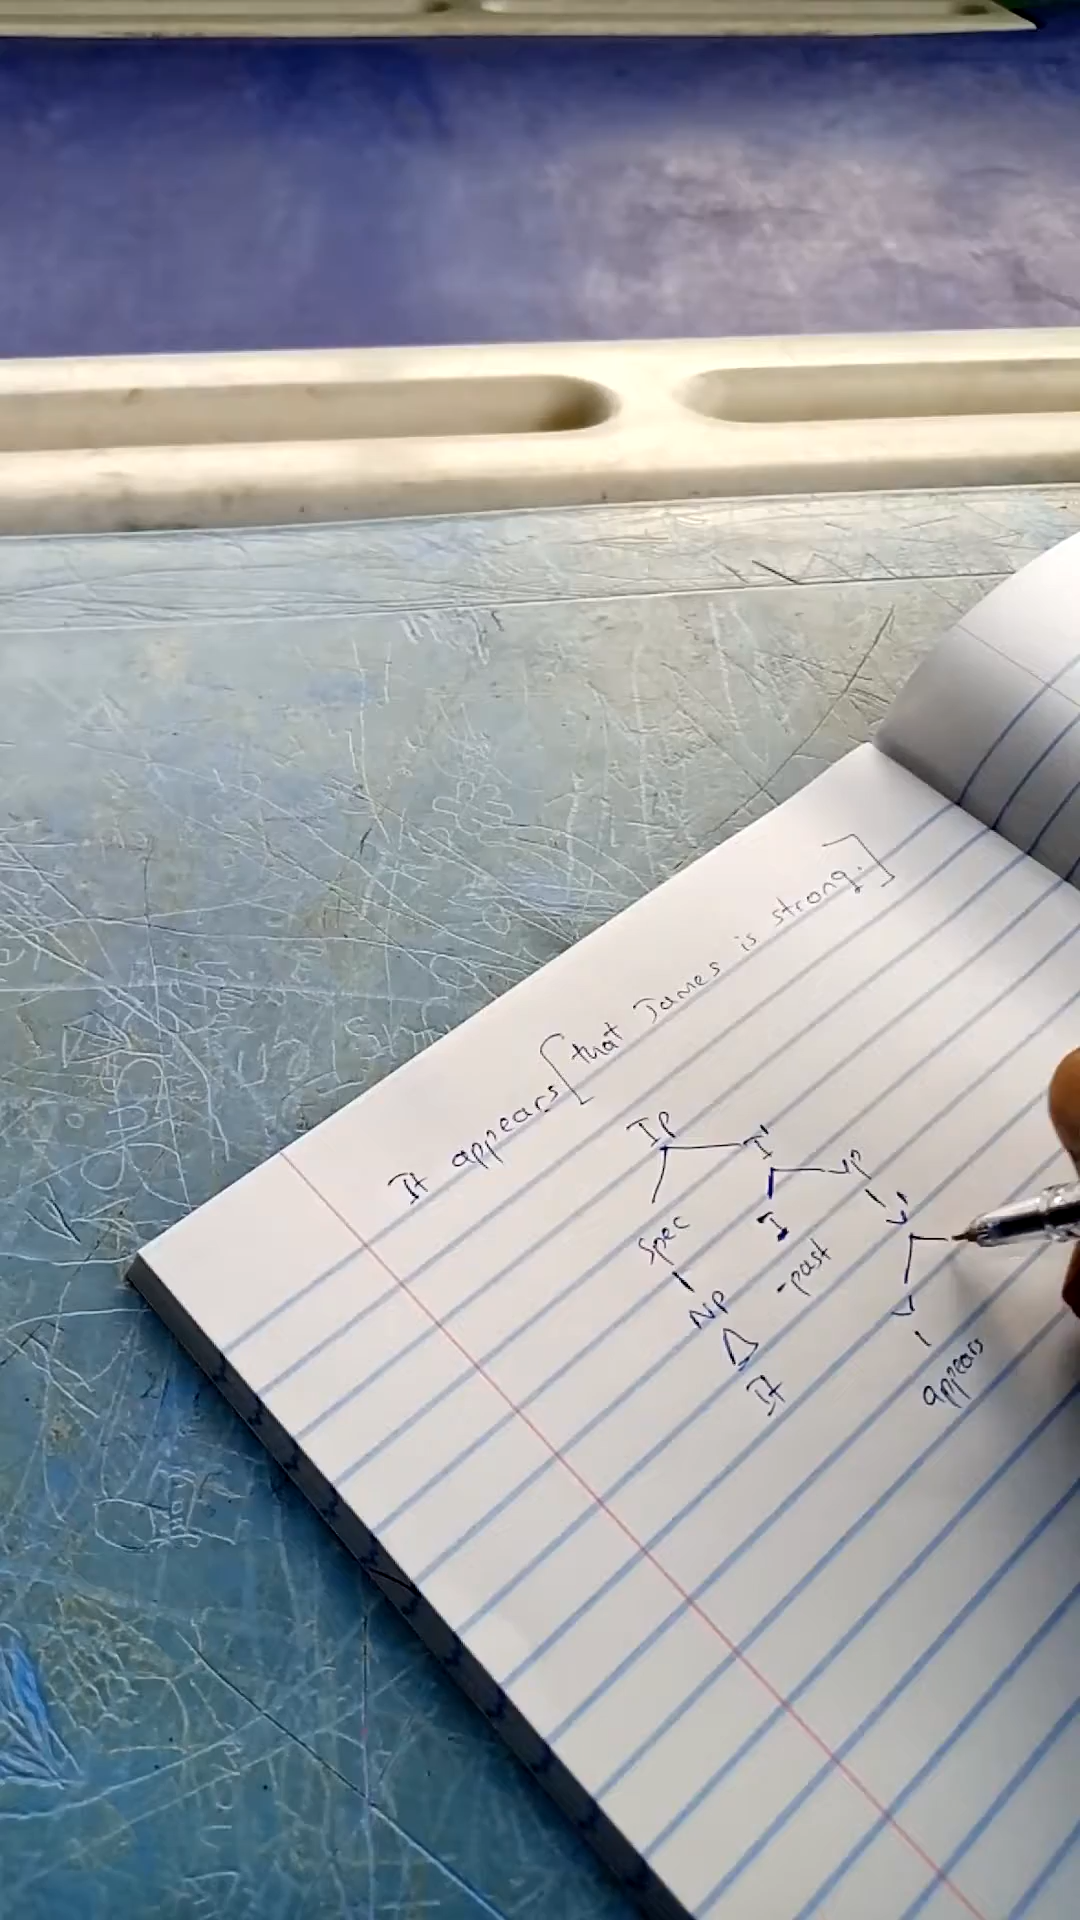 It appears [that James is strong.]
IP
I'
Spec
I
VP
NP
-past
V'
It
V
appears